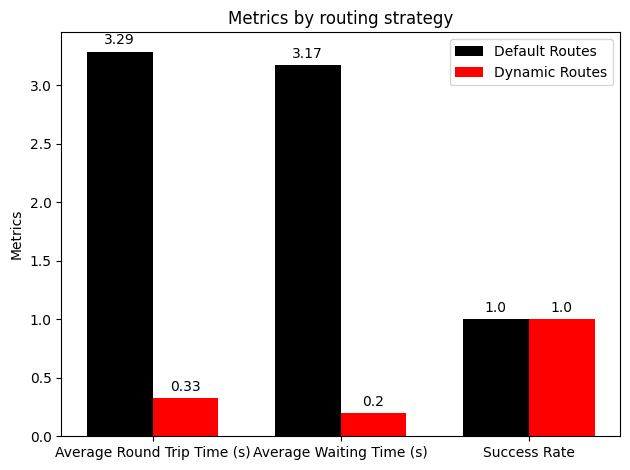 Metrics by routing strategy
3.29
3.17
Default Routes
Dynamic Routes
3.0
2.5
2.0
Metrics
1.5
1.0
1.0
1.0
0.5
0.33
0.2
0.0
Average Round Trip Time (s)
Average Waiting Time (s)
Success Rate